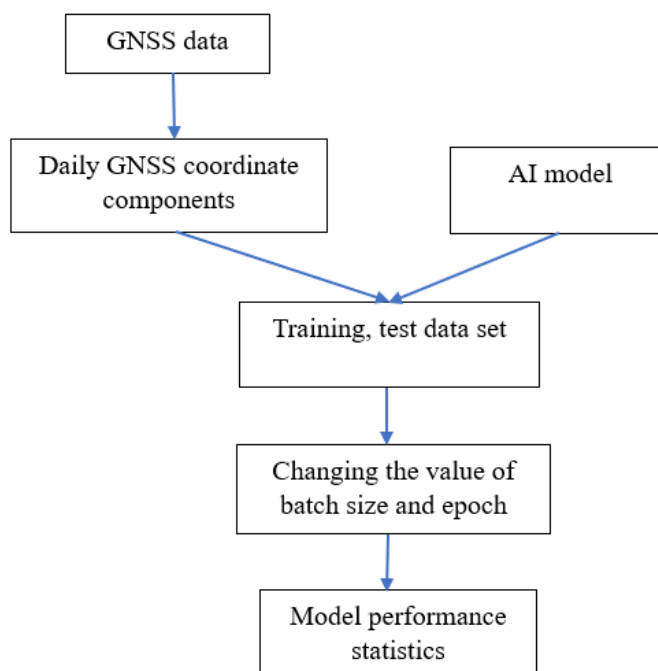 GNSS data
Daily GNSS coordinate
components
AI model
Training, test data set
Changing the value of
batch size and epoch
Model performance
statistics